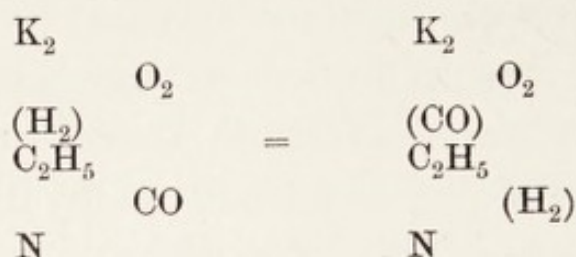 K₂ K₂
O₂ O₂
(H₂) (CO)
=
C₂H₅ C₂H₅
CO (H₂)
N N